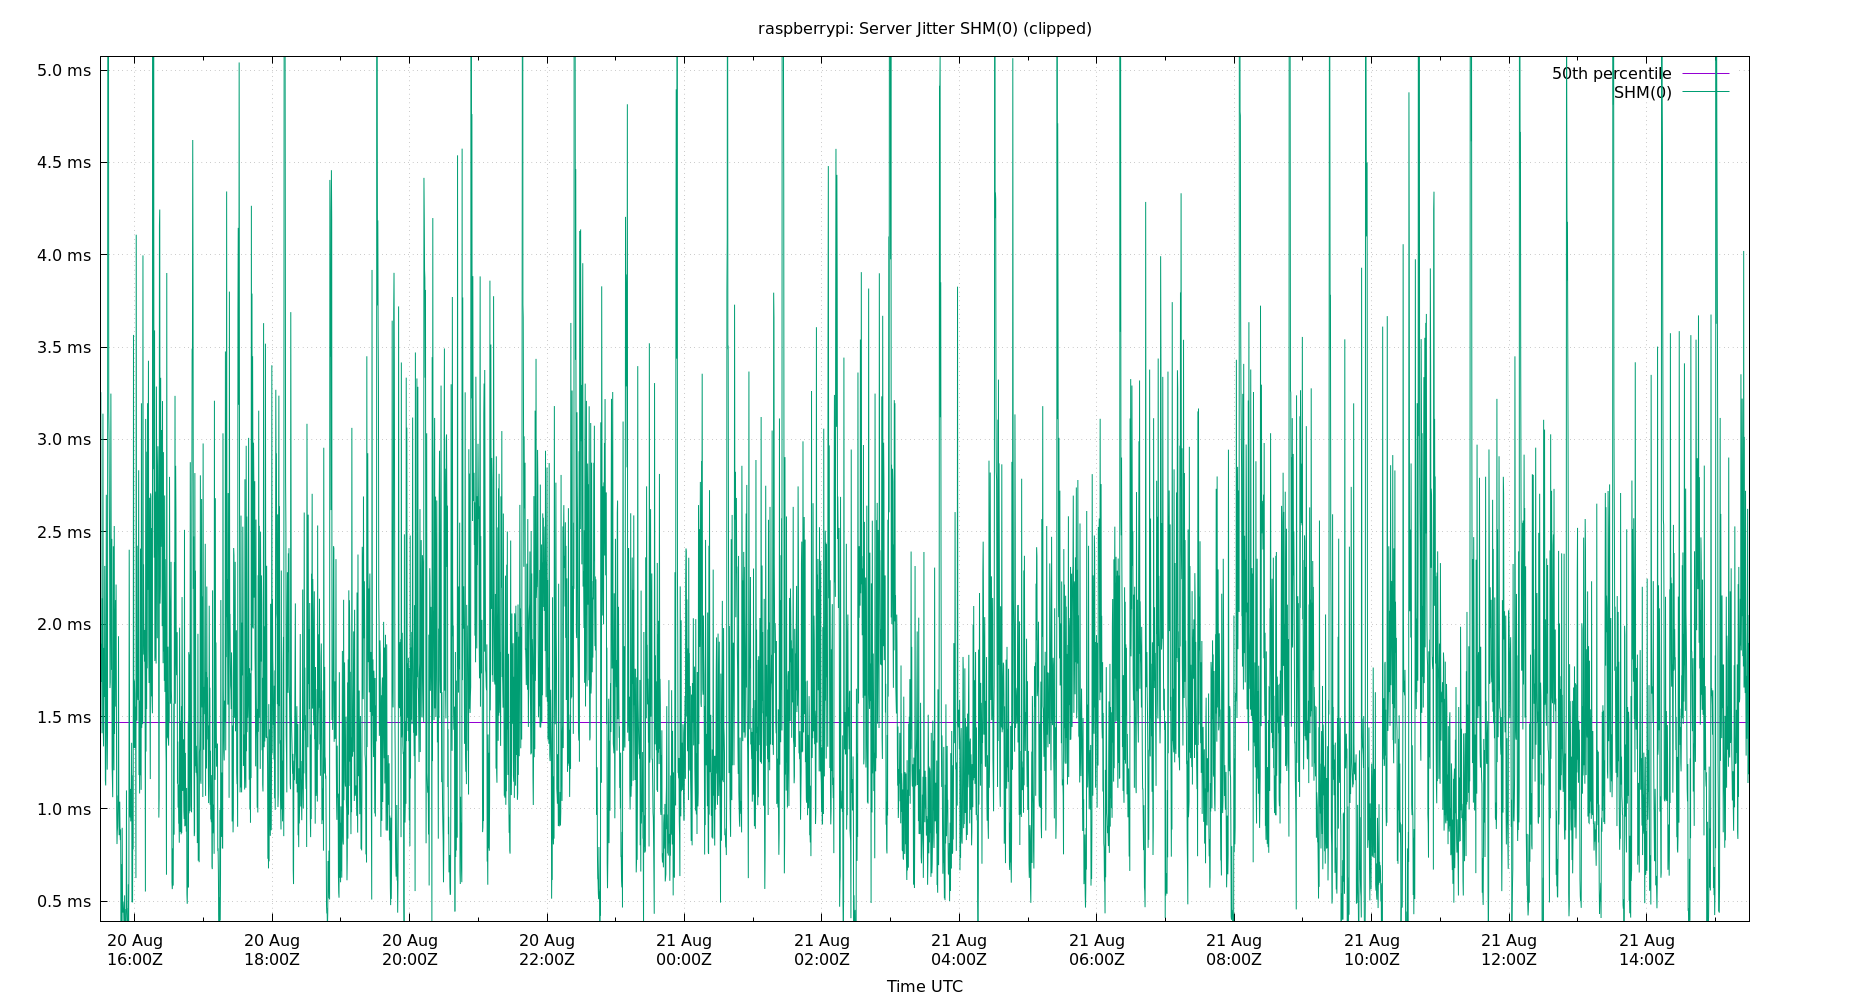 raspberrypi: Server Jitter SHM(0) (clipped)
50th percentile
SHM(0)
5.0 ms
4.5 ms
4.0 ms
3.5 ms
3.0 ms
2.5 ms
2.0 ms
1.5 ms
1.0 ms
0.5 ms
20 Aug 20 Aug 20 Aug 20 Aug 21 Aug 21 Aug 21 Aug 21 Aug 21 Aug 21 Aug 21 Aug 21 Aug
16:00Z 18:00Z 20:00Z 22:00Z 00:00Z 02:00Z 04:00Z 06:00Z 08:00Z 10:00Z 12:00Z 14:00Z
Time UTC